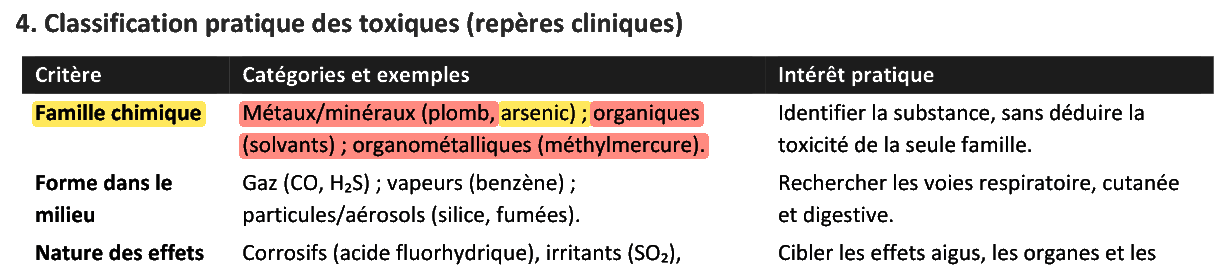 4. Classification pratique des toxiques (repères cliniques)
Critère Catégories et exemples Intérêt pratique
Famille chimique Métaux/minéraux (plomb, arsenic) ; organiques Identifier la substance, sans déduire la
(solvants) ; organométalliques (méthylmercure). toxicité de la seule famille.
Forme dans le Gaz (CO, H₂S) ; vapeurs (benzène) ; Rechercher les voies respiratoire, cutanée
milieu particules/aérosols (silice, fumées). et digestive.
Nature des effets Corrosifs (acide fluorhydrique), irritants (SO₂), Cibler les effets aigus, les organes et les